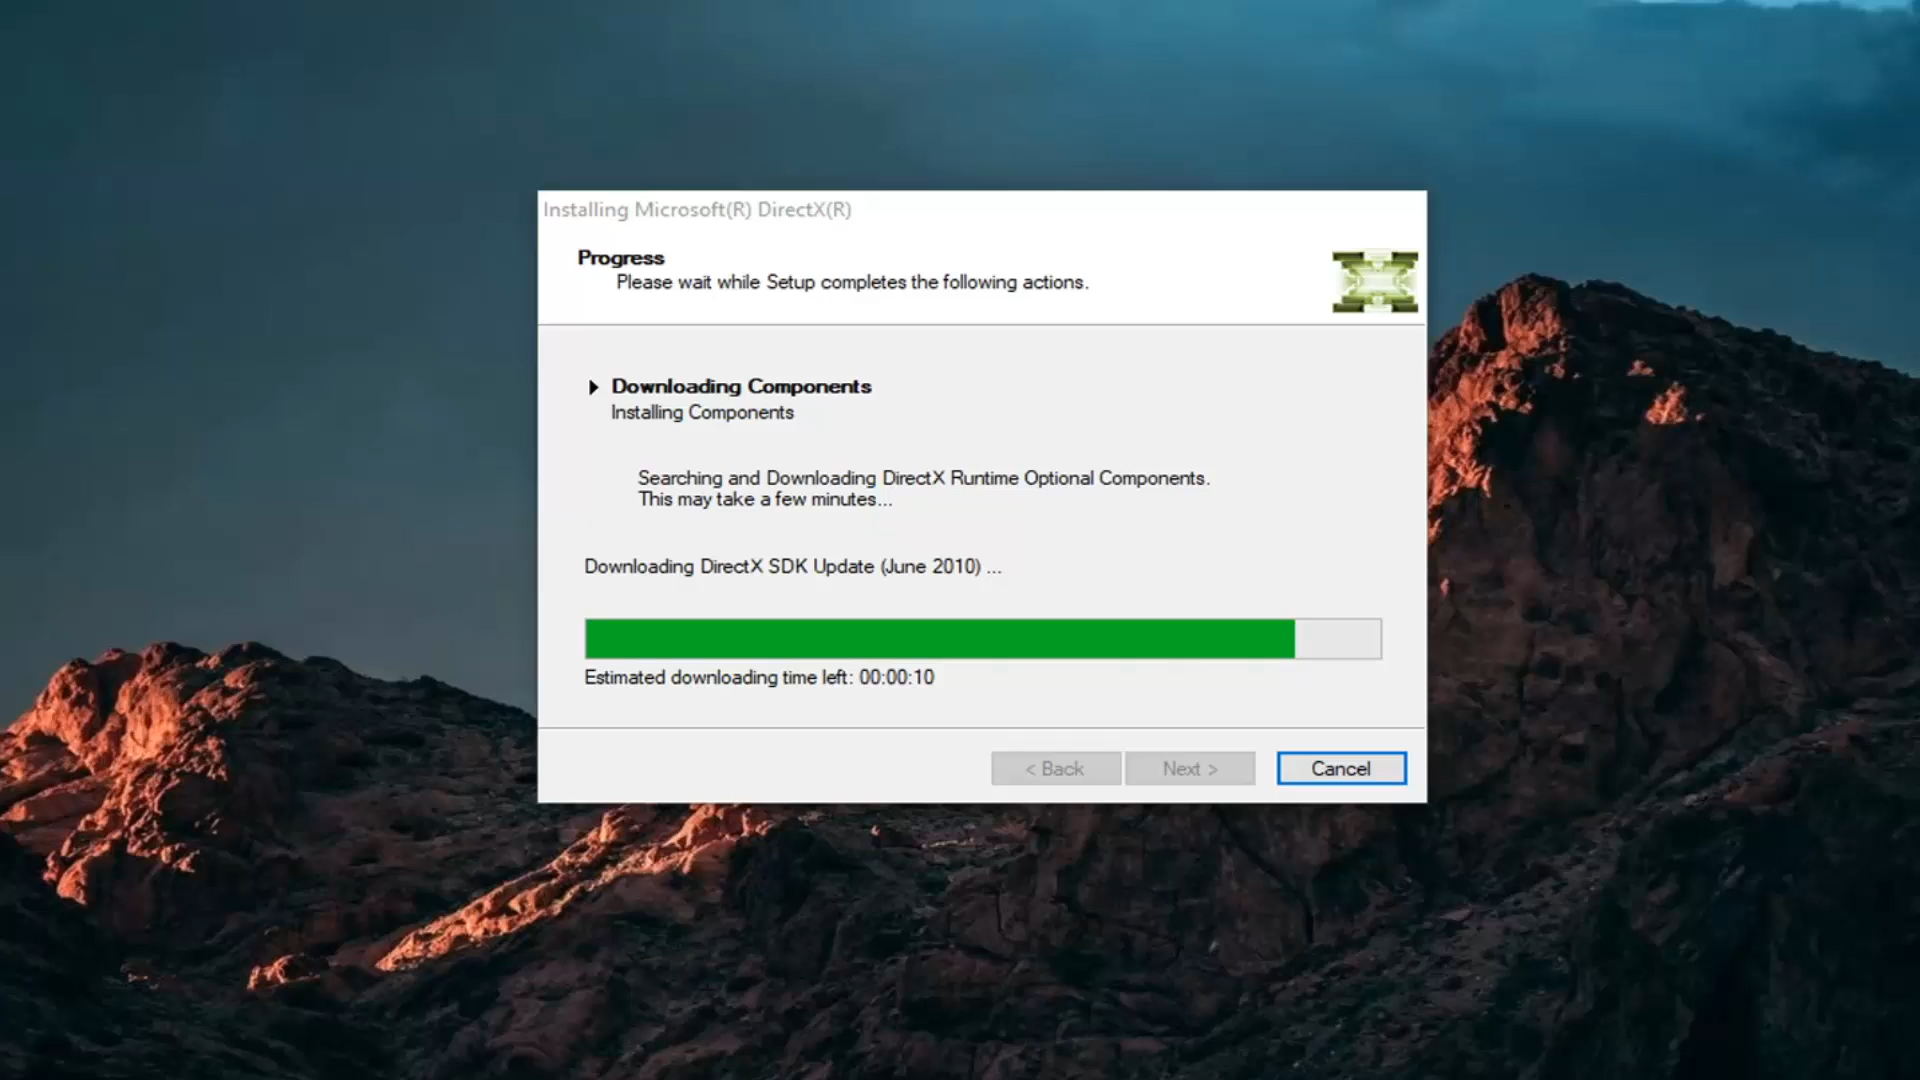 Installing Microsoft(R) DirectX(R)
Progress
Please wait while Setup completes the following actions.
Downloading Components
Installing Components
Searching and Downloading DirectX Runtime Optional Components.
This may take a few minutes...
Downloading DirectX SDK Update (June 2010) ...
Estimated downloading time left: 00:00:10
< Back
Next >
Cancel